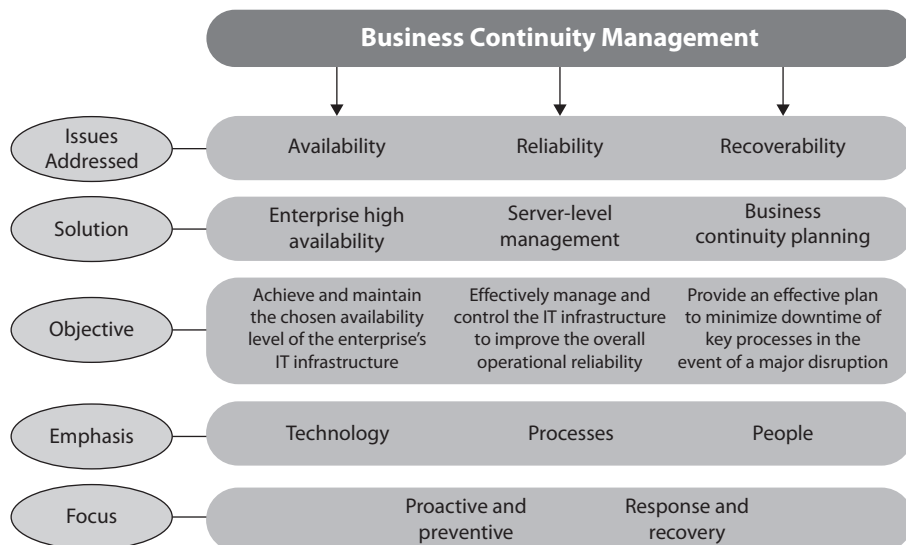 Business Continuity Management
Issues
Addressed
Availability
Reliability
Recoverability
Solution
Enterprise high
availability
Server-level
management
Business
continuity planning
Objective
Achieve and maintain
the chosen availability
level of the enterprise's
IT infrastructure
Effectively manage and
control the IT infrastructure
to improve the overall
operational reliability
Provide an effective plan
to minimize downtime of
key processes in the
event of a major disruption
Emphasis
Technology
Processes
People
Focus
Proactive and
preventive
Response and
recovery